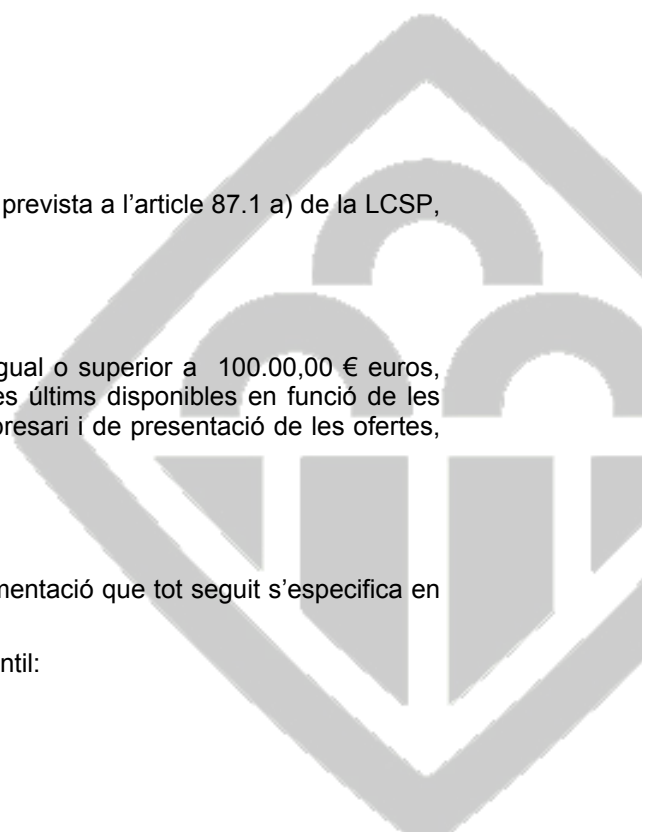 prevista a l’article 87.1 a) de la LCSP,
gual o superior a 100.00,00 € euros,
es últims disponibles en funció de les
presari i de presentació de les ofertes,
mentació que tot seguit s’especifica en
ntil: